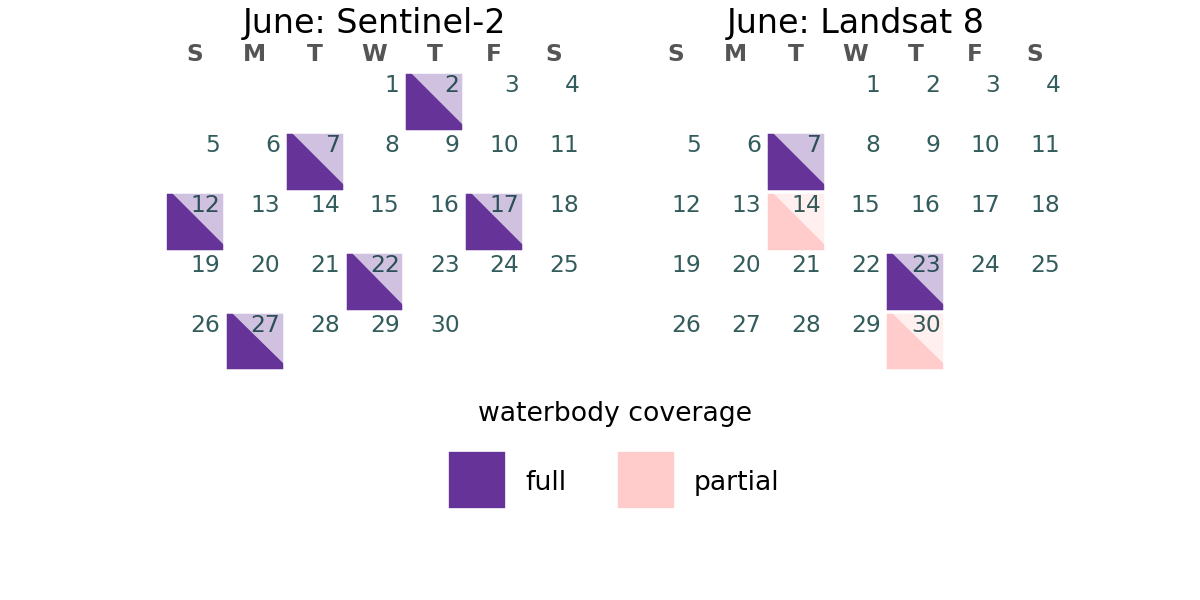 June: Sentinel-2
S M T W T F S
1 2 3 4
5 6 7 8 9 10 11
12 13 14 15 16 17 18
19 20 21 22 23 24 25
26 27 28 29 30
June: Landsat 8
S M T W T F S
1 2 3 4
5 6 7 8 9 10 11
12 13 14 15 16 17 18
19 20 21 22 23 24 25
26 27 28 29 30
waterbody coverage
full partial